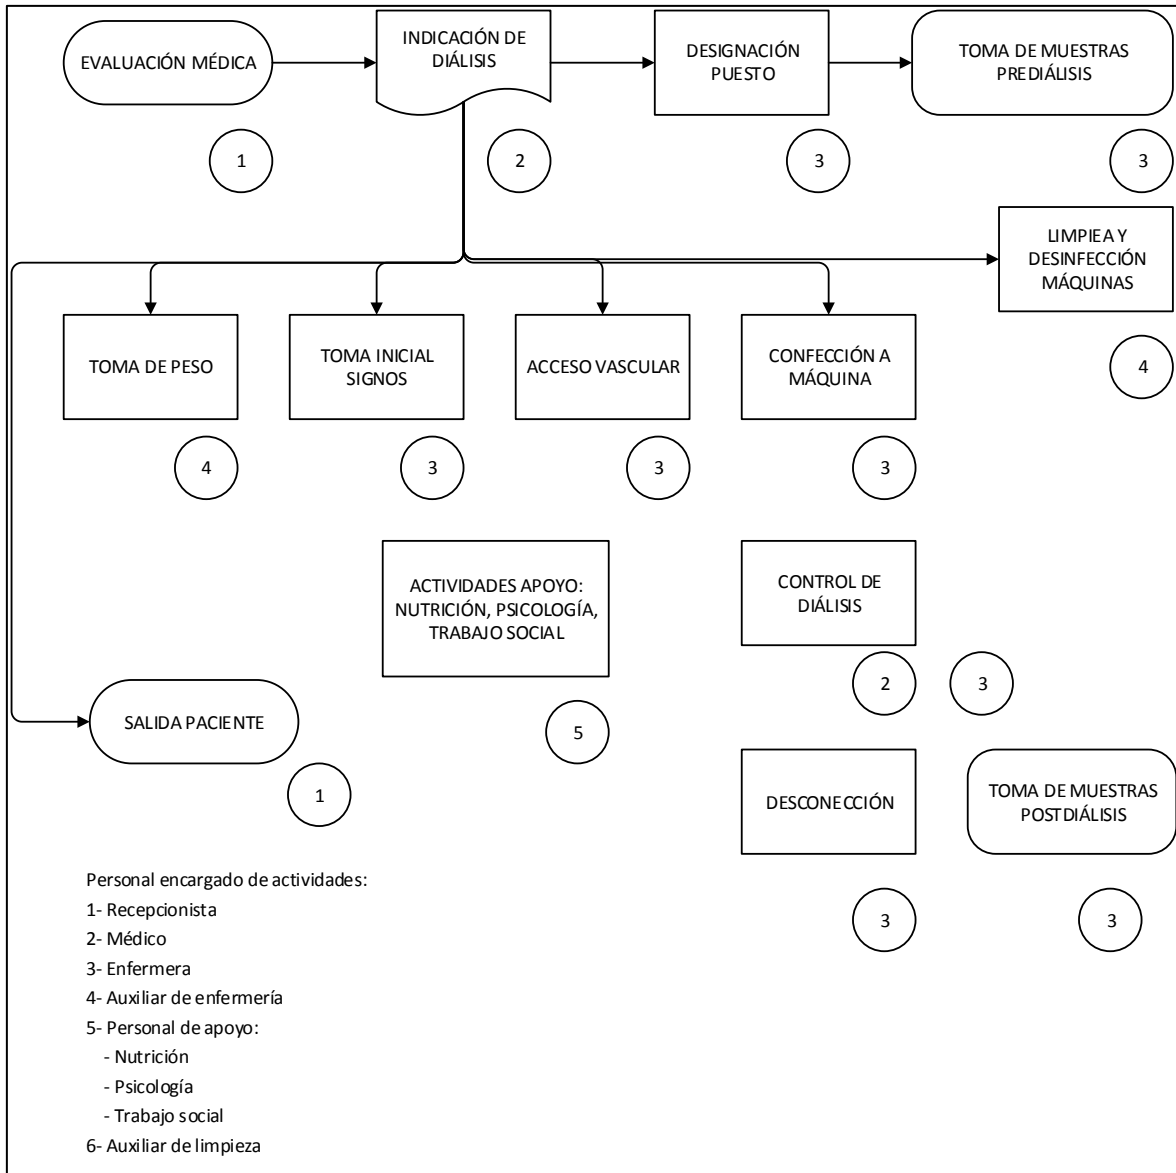 EVALUACIÓN MÉDICA
INDICACIÓN DE
DIÁLISIS
DESIGNACIÓN
PUESTO
TOMA DE MUESTRAS
PREDIÁLISIS
1
2
3
3
LIMPIEA Y
DESINFECCIÓN
MÁQUINAS
4
TOMA DE PESO
TOMA INICIAL
SIGNOS
ACCESO VASCULAR
CONFECCIÓN A
MÁQUINA
4
3
3
3
ACTIVIDADES APOYO:
NUTRICIÓN, PSICOLOGÍA,
TRABAJO SOCIAL
5
CONTROL DE
DIÁLISIS
2
3
SALIDA PACIENTE
1
DESCONECCIÓN
TOMA DE MUESTRAS
POSTDIÁLISIS
3
3
Personal encargado de actividades:
1- Recepcionista
2- Médico
3- Enfermera
4- Auxiliar de enfermería
5- Personal de apoyo:
- Nutrición
- Psicología
- Trabajo social
6- Auxiliar de limpieza